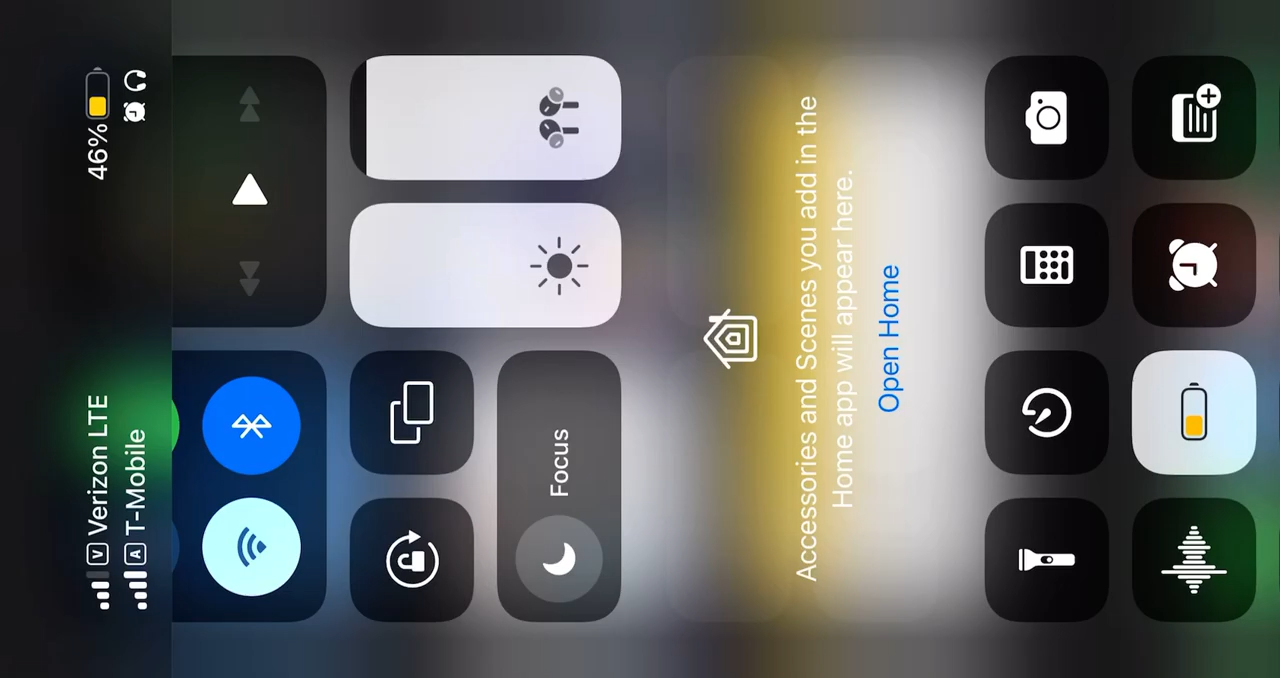 V Verizon LTE 46%
A T-Mobile
Focus
Accessories and Scenes you add in the
Home app will appear here.
Open Home